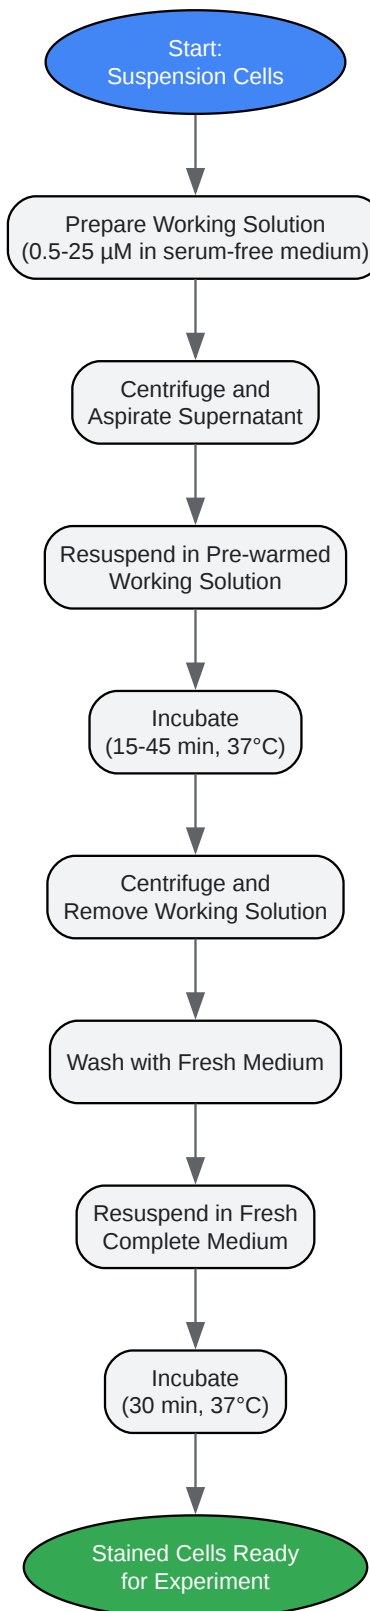 Start:
Suspension Cells
Prepare Working Solution
(0.5-25 µM in serum-free medium)
Centrifuge and
Aspirate Supernatant
Resuspend in Pre-warmed
Working Solution
Incubate
(15-45 min, 37°C)
Centrifuge and
Remove Working Solution
Wash with Fresh Medium
Resuspend in Fresh
Complete Medium
Incubate
(30 min, 37°C)
Stained Cells Ready
for Experiment